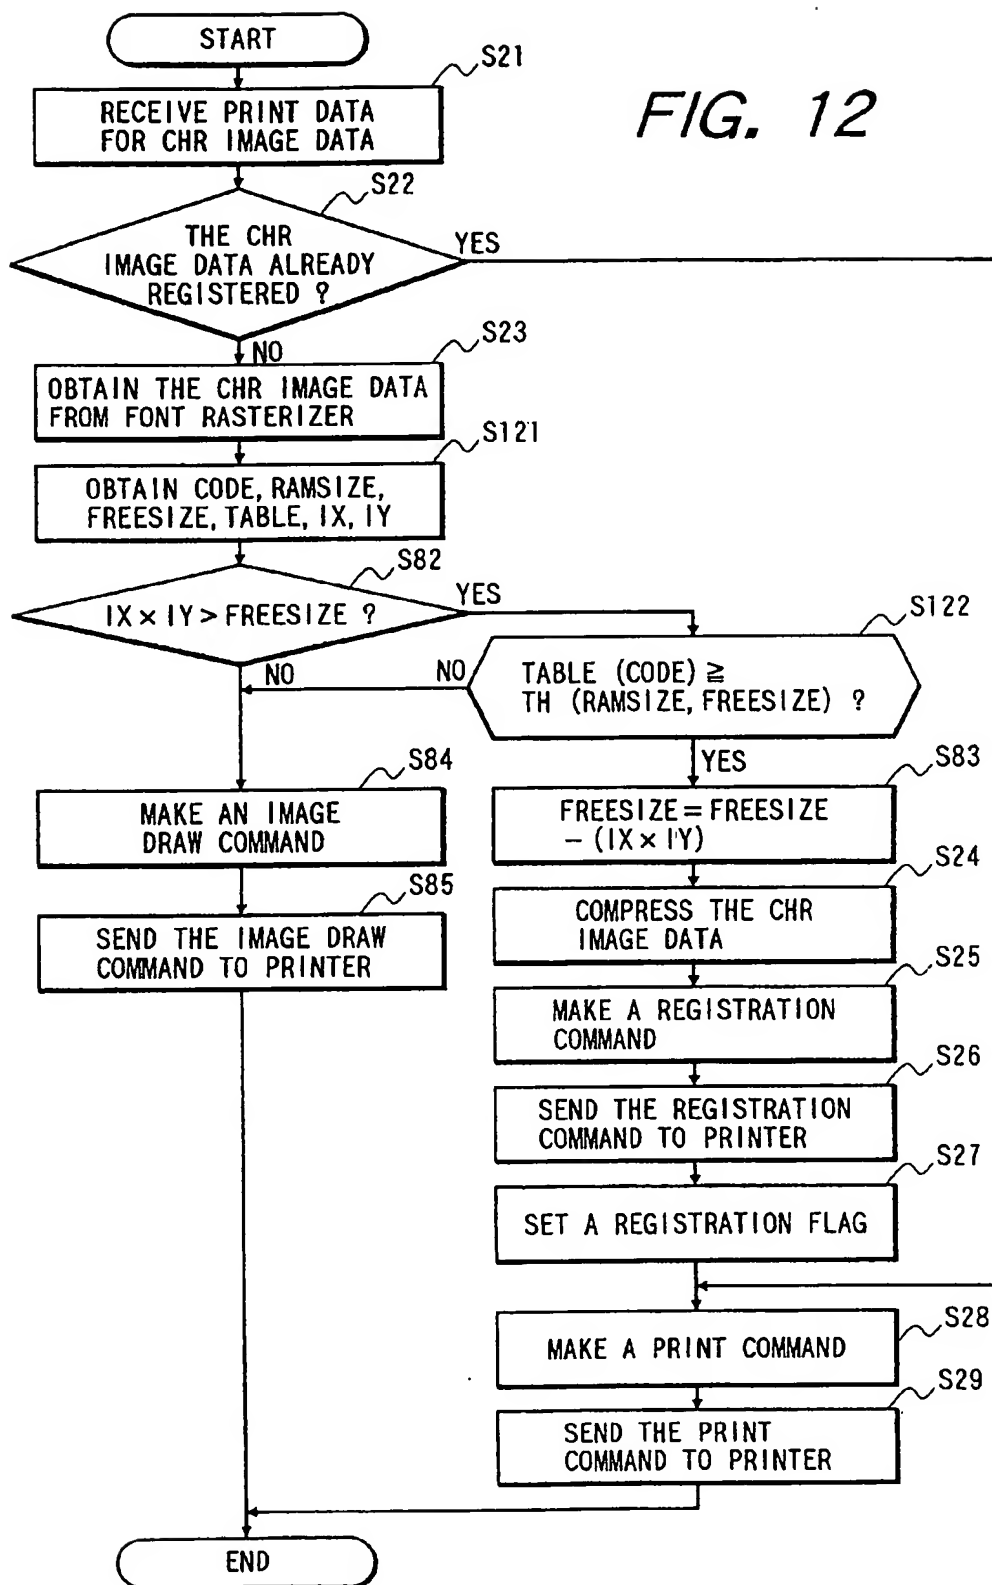 START
S21
FIG. 12
RECEIVE PRINT DATA
FOR CHR IMAGE DATA
S22
THE CHR
IMAGE DATA ALREADY
REGISTERED ?
YES
NO
S23
OBTAIN THE CHR IMAGE DATA
FROM FONT RASTERIZER
S121
OBTAIN CODE, RAMSIZE,
FREESIZE, TABLE, IX, IY
S82
IX × IY > FREESIZE ?
YES
NO
S122
NO
TABLE (CODE) ≧
TH (RAMSIZE, FREESIZE) ?
YES
S84
MAKE AN IMAGE
DRAW COMMAND
S83
FREESIZE = FREESIZE
– (IX × IY)
S85
SEND THE IMAGE DRAW
COMMAND TO PRINTER
S24
COMPRESS THE CHR
IMAGE DATA
S25
MAKE A REGISTRATION
COMMAND
S26
SEND THE REGISTRATION
COMMAND TO PRINTER
S27
SET A REGISTRATION FLAG
S28
MAKE A PRINT COMMAND
S29
SEND THE PRINT
COMMAND TO PRINTER
END